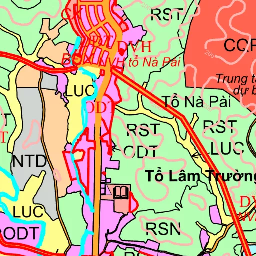 RST
DVH
tổ Nà Pài
Trung t
dự b
LUC
ODT
Tổ Nà Pài
RST
RST
ODT
LUC
NTD
Tổ Lâm Trường
LUC
ODT
RSN